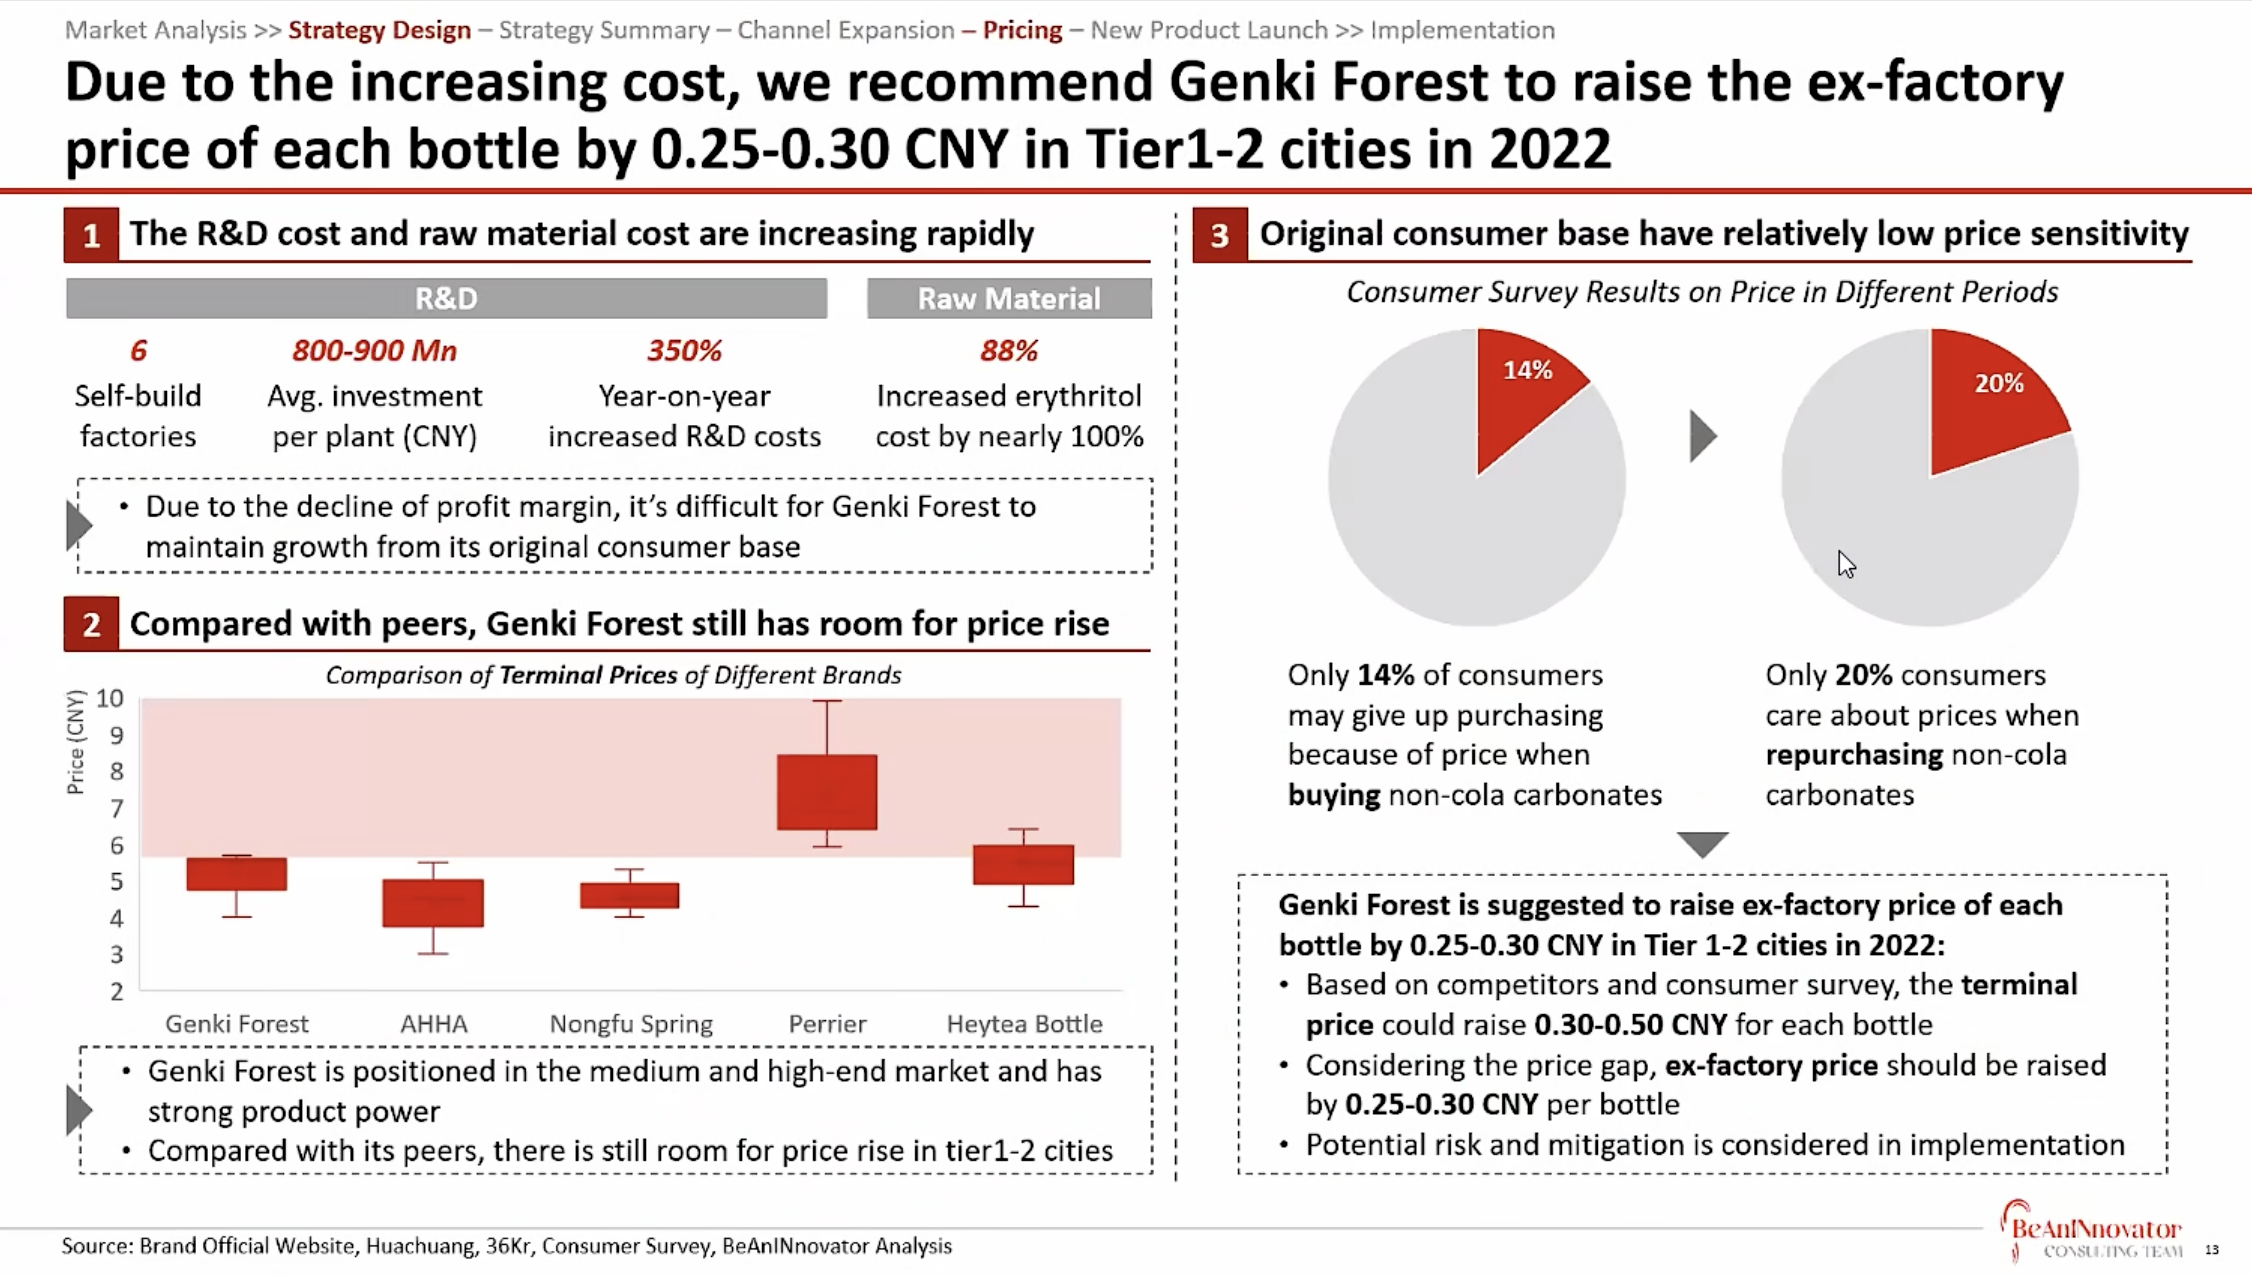 Market Analysis >> Strategy Design – Strategy Summary – Channel Expansion – Pricing – New Product Launch >> Implementation
Due to the increasing cost, we recommend Genki Forest to raise the ex-factory
price of each bottle by 0.25-0.30 CNY in Tier1-2 cities in 2022
1 The R&D cost and raw material cost are increasing rapidly
R&D
Raw Material
6
800-900 Mn
350%
88%
Self-build
factories
Avg. investment
per plant (CNY)
Year-on-year
increased R&D costs
Increased erythritol
cost by nearly 100%
• Due to the decline of profit margin, it's difficult for Genki Forest to
maintain growth from its original consumer base
2 Compared with peers, Genki Forest still has room for price rise
Comparison of Terminal Prices of Different Brands
Price (CNY)
10
9
8
7
6
5
4
3
2
Genki Forest
AHHA
Nongfu Spring
Perrier
Heytea Bottle
• Genki Forest is positioned in the medium and high-end market and has
strong product power
• Compared with its peers, there is still room for price rise in tier1-2 cities
3 Original consumer base have relatively low price sensitivity
Consumer Survey Results on Price in Different Periods
14%
20%
Only 14% of consumers
may give up purchasing
because of price when
buying non-cola carbonates
Only 20% consumers
care about prices when
repurchasing non-cola
carbonates
Genki Forest is suggested to raise ex-factory price of each
bottle by 0.25-0.30 CNY in Tier 1-2 cities in 2022:
• Based on competitors and consumer survey, the terminal
price could raise 0.30-0.50 CNY for each bottle
• Considering the price gap, ex-factory price should be raised
by 0.25-0.30 CNY per bottle
• Potential risk and mitigation is considered in implementation
Source: Brand Official Website, Huachuang, 36Kr, Consumer Survey, BeAnINnovator Analysis
BeAnINnovator
CONSULTING TEAM
13